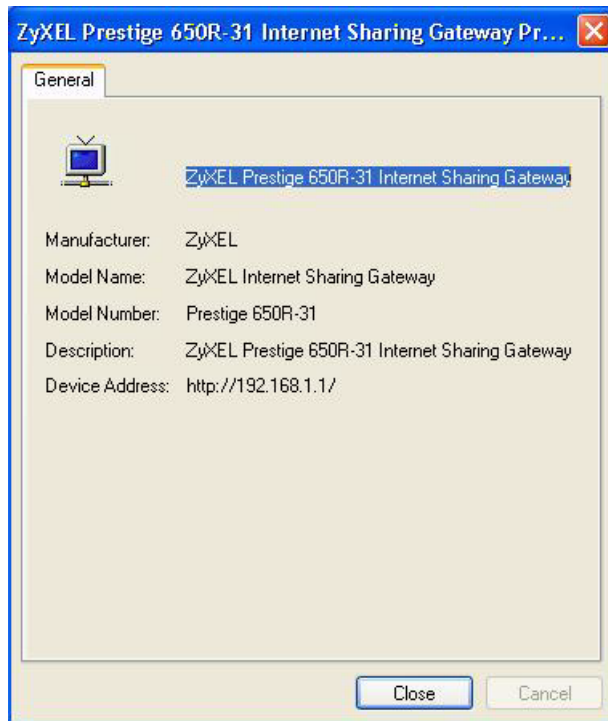 ZyXEL Prestige 650R-31 Internet Sharing Gateway Pr...
General
ZyXEL Prestige 650R-31 Internet Sharing Gateway
Manufacturer: ZyXEL
Model Name: ZyXEL Internet Sharing Gateway
Model Number: Prestige 650R-31
Description: ZyXEL Prestige 650R-31 Internet Sharing Gateway
Device Address: http://192.168.1.1/
Close Cancel